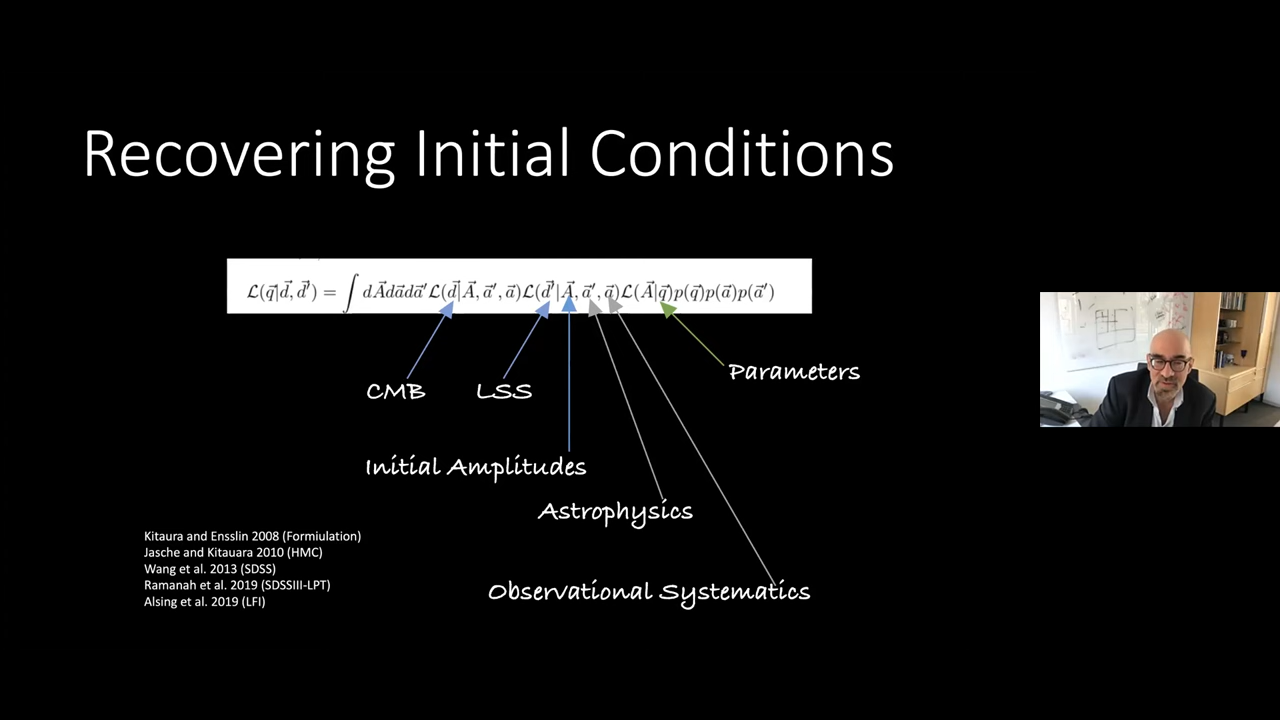 Recovering Initial Conditions
ℒ(q⃗|d⃗, d⃗′) = ∫ dA⃗da⃗da⃗′ℒ(d⃗|A⃗, a⃗′, a⃗)ℒ(d⃗′|A⃗, a⃗′, a⃗)ℒ(A⃗|q⃗)p(q⃗)p(a⃗)p(a⃗′)
Parameters
CMB LSS
Initial Amplitudes
Astrophysics
Observational Systematics
Kitaura and Ensslin 2008 (Formiulation)
Jasche and Kitauara 2010 (HMC)
Wang et al. 2013 (SDSS)
Ramanah et al. 2019 (SDSSIII-LPT)
Alsing et al. 2019 (LFI)